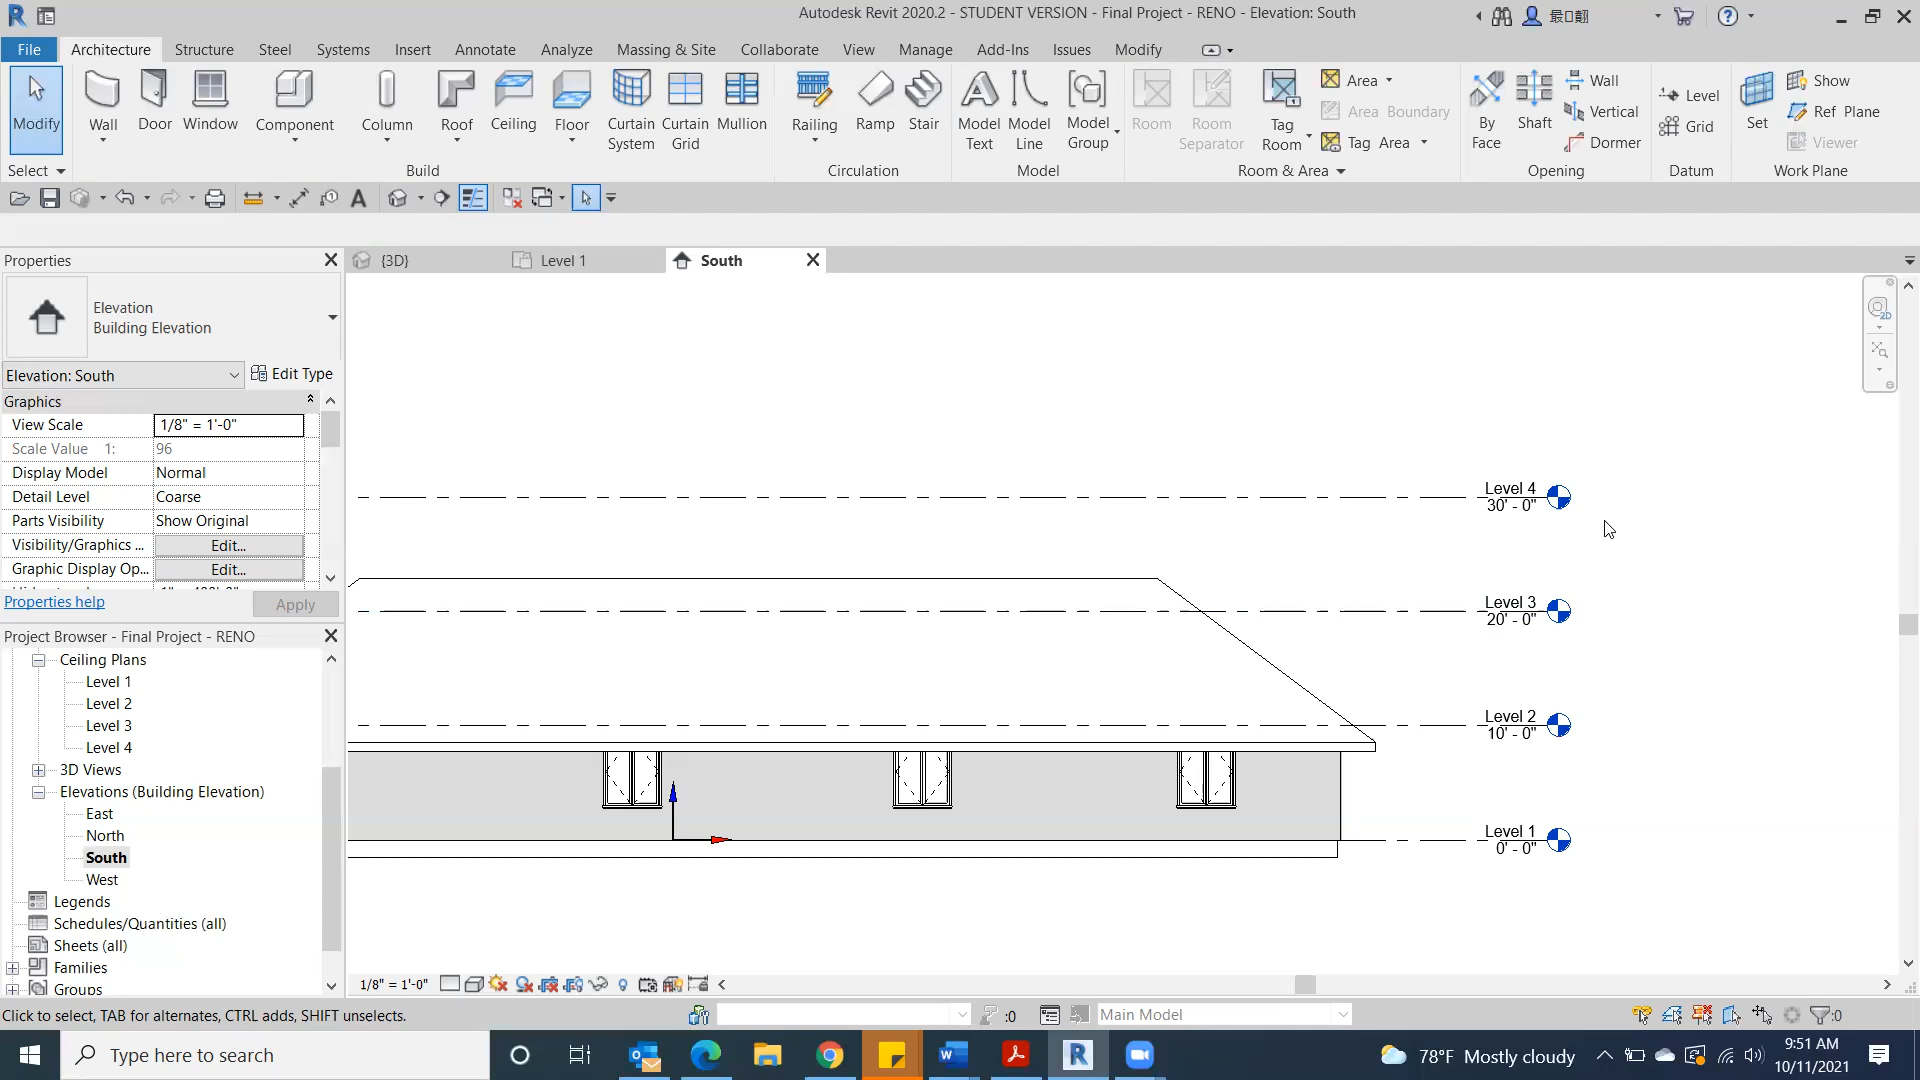 Autodesk Revit 2020.2 - STUDENT VERSION - Final Project - RENO - Elevation: South
File Architecture Structure Steel Systems Insert Annotate Analyze Massing & Site Collaborate View Manage Add-Ins Issues Modify
Modify Wall Door Window Component Column Roof Ceiling Floor Curtain System Curtain Grid Mullion Railing Ramp Stair Model Text Model Line Model Group Room Room Separator Tag Room
Area
Area Boundary
Tag Area
By Face Shaft
Wall
Vertical
Dormer
Level
Grid
Set
Show
Ref Plane
Viewer
Select Build Circulation Model Room & Area Opening Datum Work Plane
Properties
{3D} Level 1 South
Elevation
Building Elevation
Elevation: South Edit Type
Graphics
View Scale 1/8" = 1'-0"
Scale Value 1: 96
Display Model Normal
Detail Level Coarse
Parts Visibility Show Original
Visibility/Graphics ... Edit...
Graphic Display Op... Edit...
Properties help Apply
Project Browser - Final Project - RENO
Ceiling Plans
Level 1
Level 2
Level 3
Level 4
3D Views
Elevations (Building Elevation)
East
North
South
West
Legends
Schedules/Quantities (all)
Sheets (all)
Families
Groups
Level 4
30' - 0"
Level 3
20' - 0"
Level 2
10' - 0"
Level 1
0' - 0"
1/8" = 1'-0"
Click to select, TAB for alternates, CTRL adds, SHIFT unselects.
:0
Main Model
:0
Type here to search
78°F Mostly cloudy
9:51 AM
10/11/2021